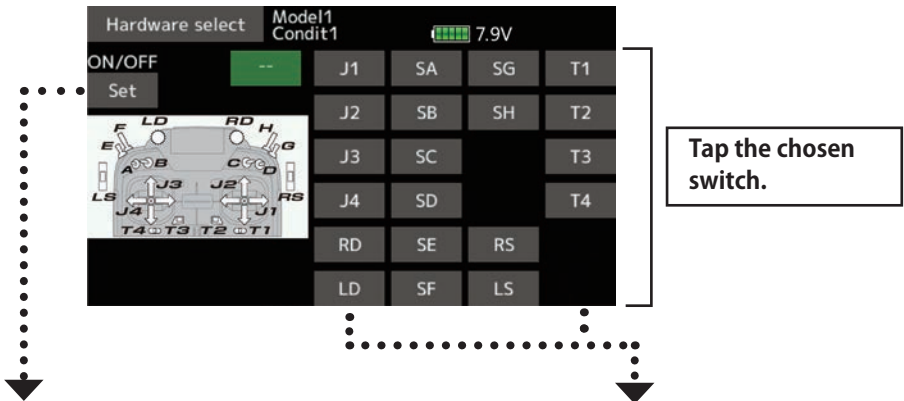 Hardware select Model1
Condit1 7.9V
ON/OFF -- J1 SA SG T1
Set J2 SB SH T2
J3 SC T3
J4 SD T4
RD SE RS
LD SF LS
F LD RD H
E G
A B C D
J3 J2
LS RS
J4 J1
T4 T3 T2 T1
Tap the chosen
switch.